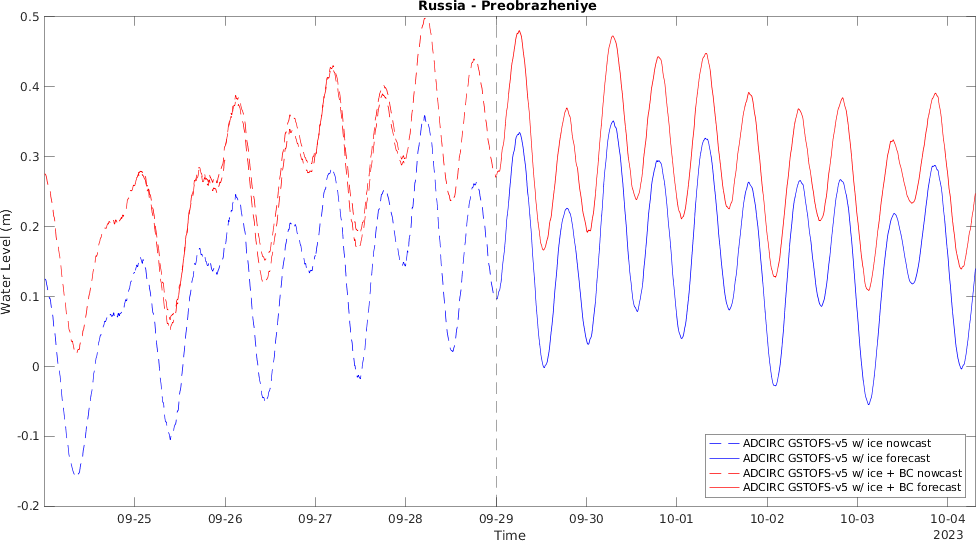 Russia - Preobrazheniye
Water Level (m)
0.5
0.4
0.3
0.2
0.1
0
-0.1
-0.2
ADCIRC GSTOFS-v5 w/ ice nowcast
ADCIRC GSTOFS-v5 w/ ice forecast
ADCIRC GSTOFS-v5 w/ ice + BC nowcast
ADCIRC GSTOFS-v5 w/ ice + BC forecast
09-25 09-26 09-27 09-28 09-29 09-30 10-01 10-02 10-03 10-04
Time
2023